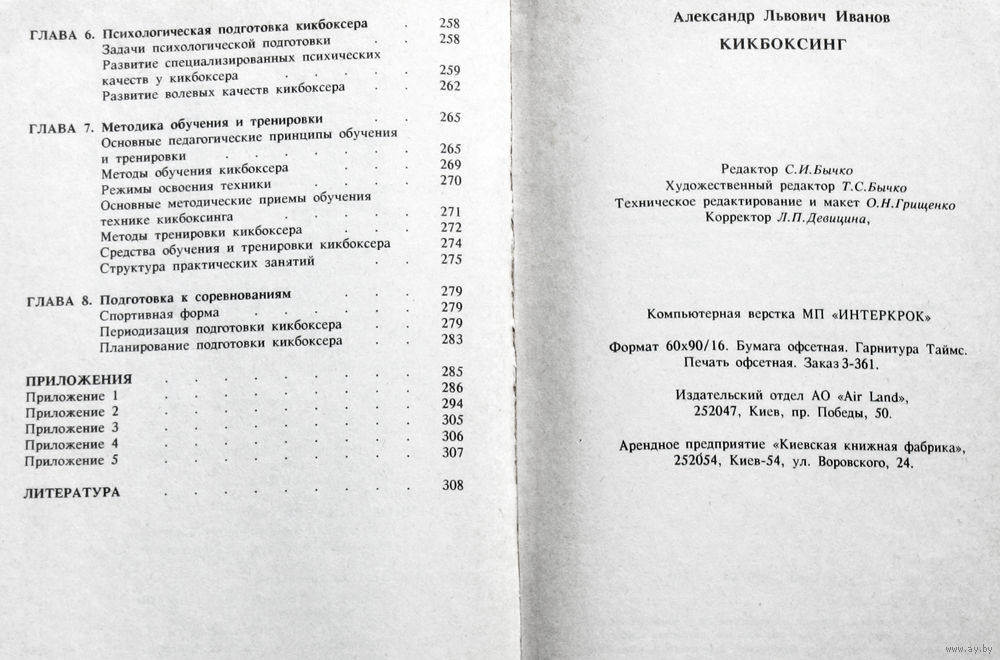 ГЛАВА 6. Психологическая подготовка кикбоксера . 258
Задачи психологической подготовки . . 258
Развитие специализированных психических
качеств у кикбоксера . . . . . 259
Развитие волевых качеств кикбоксера . . 262
ГЛАВА 7. Методика обучения и тренировки . . 265
Основные педагогические принципы обучения
и тренировки . . . . . . . 265
Методы обучения кикбоксера . . . . 269
Режимы освоения техники . . . . 270
Основные методические приемы обучения
технике кикбоксинга . . . . . 271
Методы тренировки кикбоксера . . . 272
Средства обучения и тренировки кикбоксера . 274
Структура практических занятий . . 275
ГЛАВА 8. Подготовка к соревнованиям . . . 279
Спортивная форма . . . . . . 279
Периодизация подготовки кикбоксера . . 279
Планирование подготовки кикбоксера . . 283
ПРИЛОЖЕНИЯ . . . . . . . . . 285
Приложение 1 . . . . . . . . . 286
Приложение 2 . . . . . . . . . 294
Приложение 3 . . . . . . . . . 305
Приложение 4 . . . . . . . . . 306
Приложение 5 . . . . . . . . . 307
ЛИТЕРАТУРА . . . . . . . . . 308
Александр Львович Иванов
КИКБОКСИНГ
Редактор С.И.Бычко
Художественный редактор Т.С.Бычко
Техническое редактирование и макет О.Н.Грищенко
Корректор Л.П.Девицина,
Компьютерная верстка МП «ИНТЕРКРОК»
Формат 60х90/16. Бумага офсетная. Гарнитура Таймс.
Печать офсетная. Заказ 3-361.
Издательский отдел АО «Air Land»,
252047, Киев, пр. Победы, 50.
Арендное предприятие «Киевская книжная фабрика»,
252054, Киев-54, ул. Воровского, 24.
www.ay.by